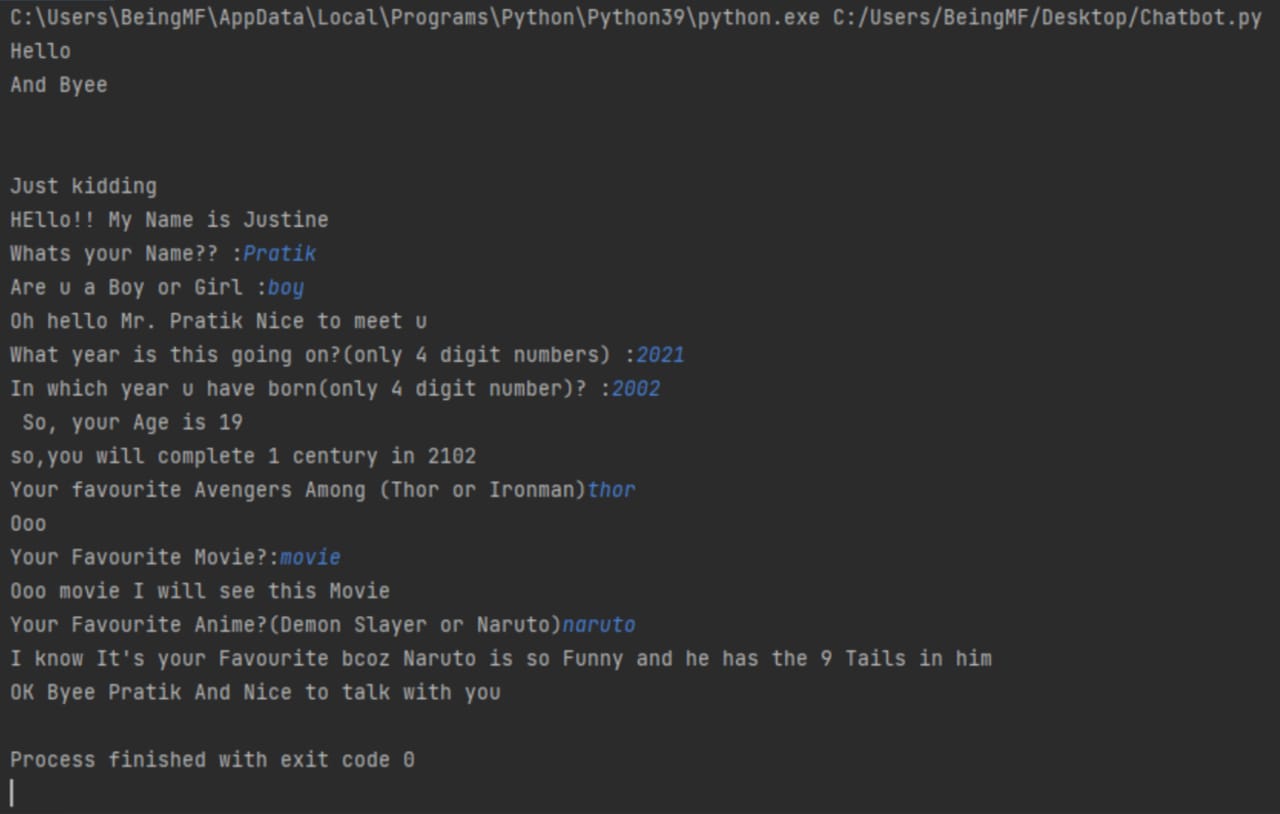 C:\Users\BeingMF\AppData\Local\Programs\Python\Python39\python.exe C:/Users/BeingMF/Desktop/Chatbot.py
Hello
And Byee
Just kidding
HEllo!! My Name is Justine
Whats your Name?? :Pratik
Are u a Boy or Girl :boy
Oh hello Mr. Pratik Nice to meet u
What year is this going on?(only 4 digit numbers) :2021
In which year u have born(only 4 digit number)? :2002
 So, your Age is 19
so,you will complete 1 century in 2102
Your favourite Avengers Among (Thor or Ironman)thor
Ooo
Your Favourite Movie?:movie
Ooo movie I will see this Movie
Your Favourite Anime?(Demon Slayer or Naruto)naruto
I know It's your Favourite bcoz Naruto is so Funny and he has the 9 Tails in him
OK Byee Pratik And Nice to talk with you
Process finished with exit code 0